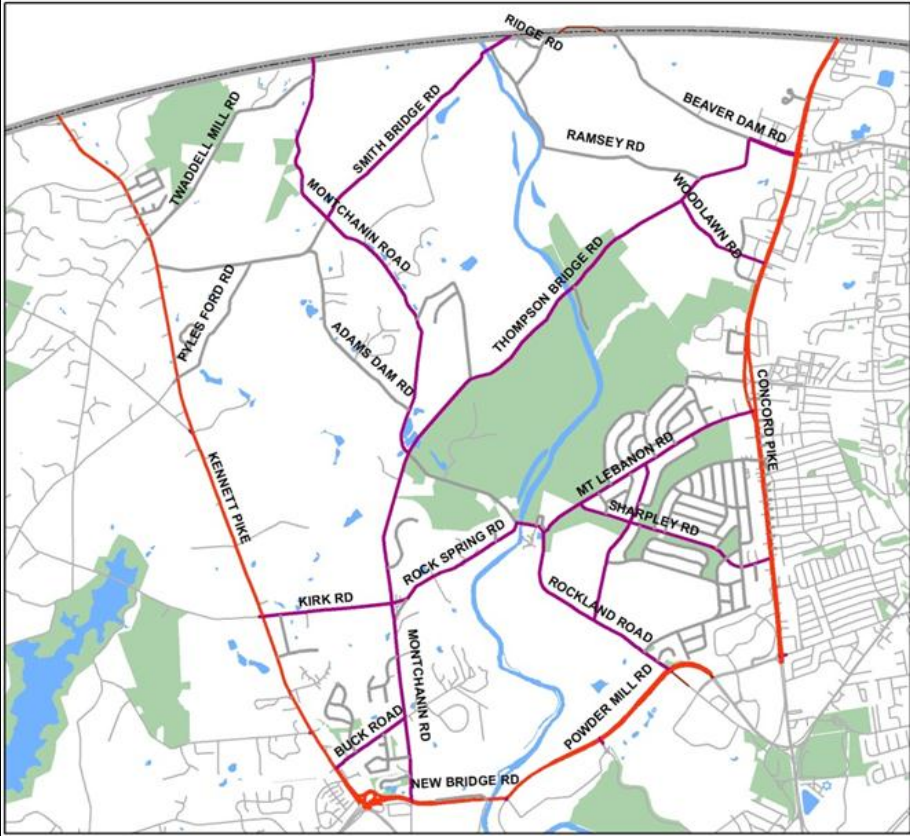 RIDGE RD
BEAVER DAM RD
TWADDELL MILL RD
SMITH BRIDGE RD
RAMSEY RD
WOODLAWN RD
MONTCHANIN ROAD
THOMPSON BRIDGE RD
PYLES FORD RD
ADAMS DAM RD
CONCORD PIKE
KENNETT PIKE
MT LEBANON RD
SHARPLEY RD
ROCK SPRING RD
KIRK RD
ROCKLAND ROAD
MONTCHANIN RD
POWDER MILL RD
BUCK ROAD
NEW BRIDGE RD